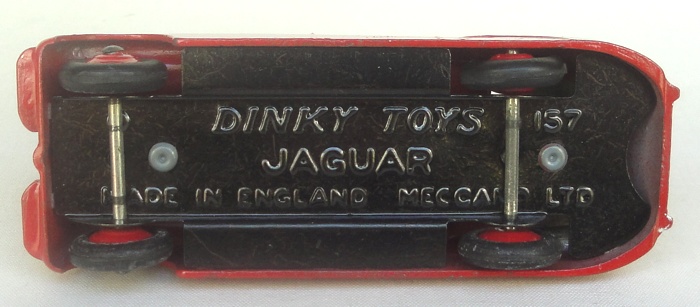 DINKY TOYS 157
JAGUAR
MADE IN ENGLAND MECCANO LTD